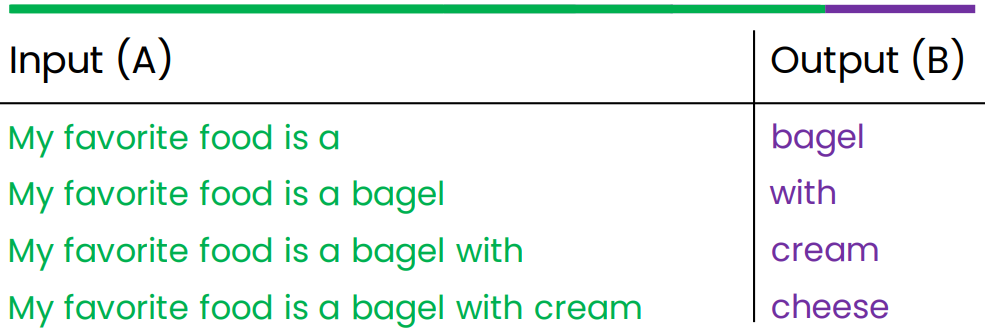 Input (A) Output (B)
My favorite food is a bagel
My favorite food is a bagel with
My favorite food is a bagel with cream
My favorite food is a bagel with cream cheese